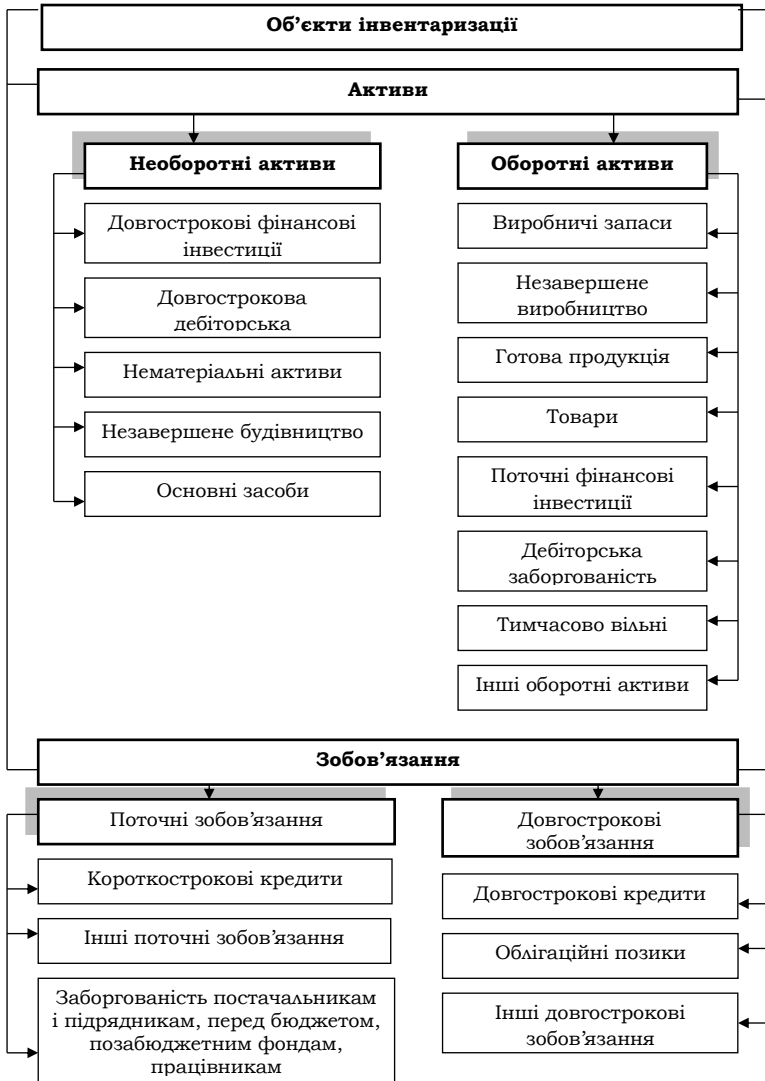 Об’єкти інвентаризації
Активи
Необоротні активи
Довгострокові фінансові
інвестиції
Довгострокова
дебіторська
Нематеріальні активи
Незавершене будівництво
Основні засоби
Оборотні активи
Виробничі запаси
Незавершене
виробництво
Готова продукція
Товари
Поточні фінансові
інвестиції
Дебіторська
заборгованість
Тимчасово вільні
Інші оборотні активи
Зобов’язання
Поточні зобов’язання
Короткострокові кредити
Інші поточні зобов’язання
Заборгованість постачальникам
і підрядникам, перед бюджетом,
позабюджетним фондам,
працівникам
Довгострокові
зобов’язання
Довгострокові кредити
Облігаційні позики
Інші довгострокові
зобов’язання